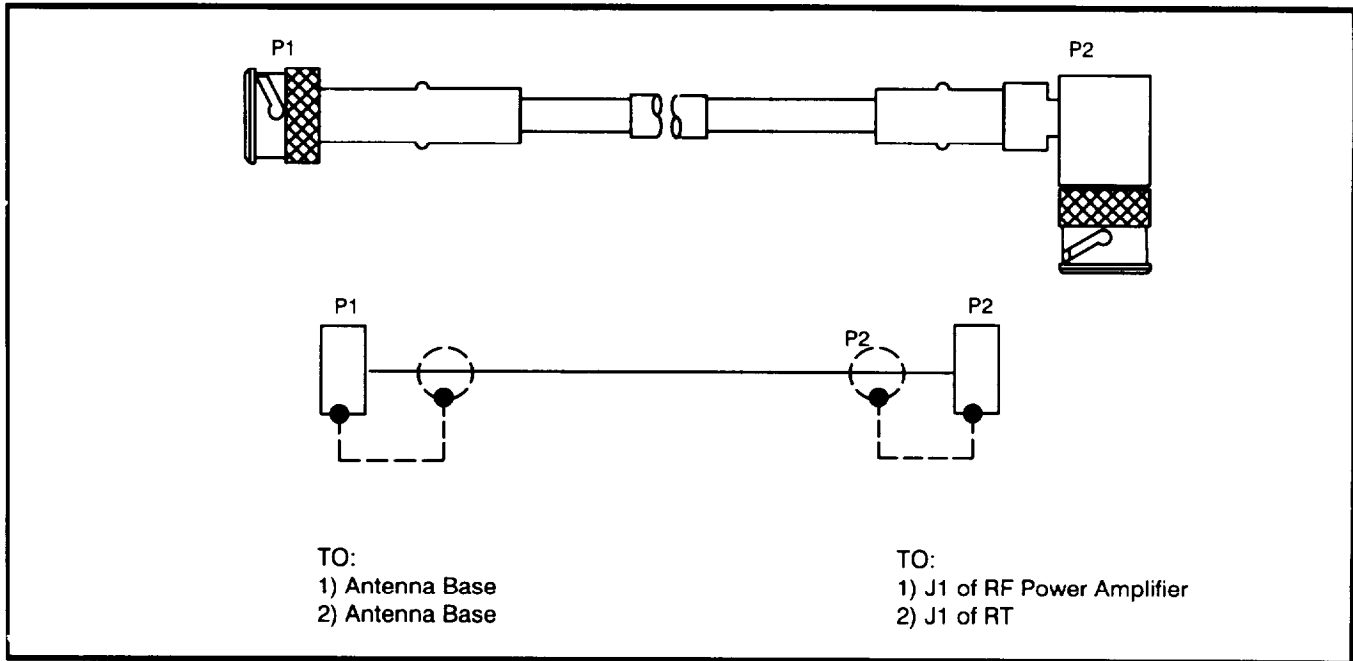 P1
P2
P1
P2
P2
TO:
1) Antenna Base
2) Antenna Base
TO:
1) J1 of RF Power Amplifier
2) J1 of RT